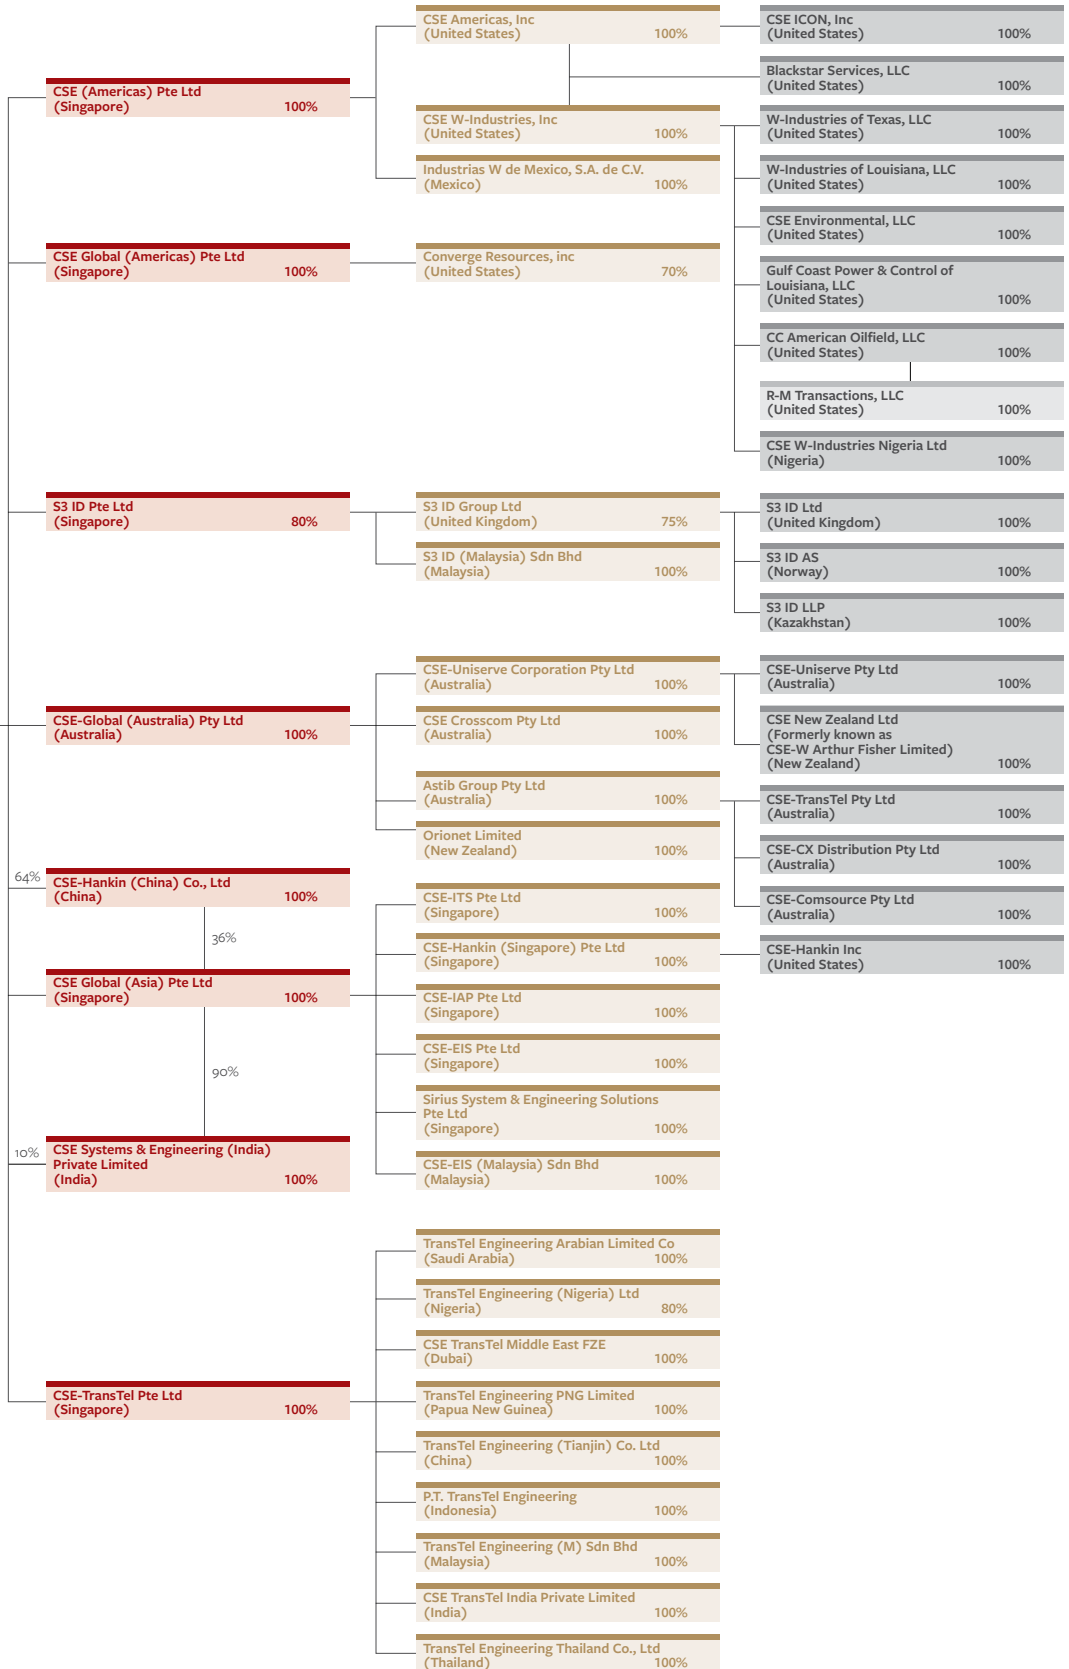 CSE (Americas) Pte Ltd
(Singapore) 100%
CSE Americas, Inc
(United States) 100%
CSE ICON, Inc
(United States) 100%
Blackstar Services, LLC
(United States) 100%
CSE W-Industries, Inc
(United States) 100%
W-Industries of Texas, LLC
(United States) 100%
W-Industries of Louisiana, LLC
(United States) 100%
CSE Environmental, LLC
(United States) 100%
Gulf Coast Power & Control of
Louisiana, LLC
(United States) 100%
CC American Oilfield, LLC
(United States) 100%
R-M Transactions, LLC
(United States) 100%
CSE W-Industries Nigeria Ltd
(Nigeria) 100%
Industrias W de Mexico, S.A. de C.V.
(Mexico) 100%
CSE Global (Americas) Pte Ltd
(Singapore) 100%
Converge Resources, inc
(United States) 70%
S3 ID Pte Ltd
(Singapore) 80%
S3 ID Group Ltd
(United Kingdom) 75%
S3 ID Ltd
(United Kingdom) 100%
S3 ID AS
(Norway) 100%
S3 ID LLP
(Kazakhstan) 100%
S3 ID (Malaysia) Sdn Bhd
(Malaysia) 100%
CSE-Global (Australia) Pty Ltd
(Australia) 100%
CSE-Uniserve Corporation Pty Ltd
(Australia) 100%
CSE-Uniserve Pty Ltd
(Australia) 100%
CSE New Zealand Ltd
(Formerly known as
CSE-W Arthur Fisher Limited)
(New Zealand) 100%
CSE Crosscom Pty Ltd
(Australia) 100%
Astib Group Pty Ltd
(Australia) 100%
CSE-TransTel Pty Ltd
(Australia) 100%
CSE-CX Distribution Pty Ltd
(Australia) 100%
CSE-Comsource Pty Ltd
(Australia) 100%
Orionet Limited
(New Zealand) 100%
64%
CSE-Hankin (China) Co., Ltd
(China) 100%
36%
CSE Global (Asia) Pte Ltd
(Singapore) 100%
CSE-ITS Pte Ltd
(Singapore) 100%
CSE-Hankin (Singapore) Pte Ltd
(Singapore) 100%
CSE-Hankin Inc
(United States) 100%
CSE-IAP Pte Ltd
(Singapore) 100%
CSE-EIS Pte Ltd
(Singapore) 100%
Sirius System & Engineering Solutions
Pte Ltd
(Singapore) 100%
CSE-EIS (Malaysia) Sdn Bhd
(Malaysia) 100%
90%
10%
CSE Systems & Engineering (India)
Private Limited
(India) 100%
CSE-TransTel Pte Ltd
(Singapore) 100%
TransTel Engineering Arabian Limited Co
(Saudi Arabia) 100%
TransTel Engineering (Nigeria) Ltd
(Nigeria) 80%
CSE TransTel Middle East FZE
(Dubai) 100%
TransTel Engineering PNG Limited
(Papua New Guinea) 100%
TransTel Engineering (Tianjin) Co. Ltd
(China) 100%
P.T. TransTel Engineering
(Indonesia) 100%
TransTel Engineering (M) Sdn Bhd
(Malaysia) 100%
CSE TransTel India Private Limited
(India) 100%
TransTel Engineering Thailand Co., Ltd
(Thailand) 100%